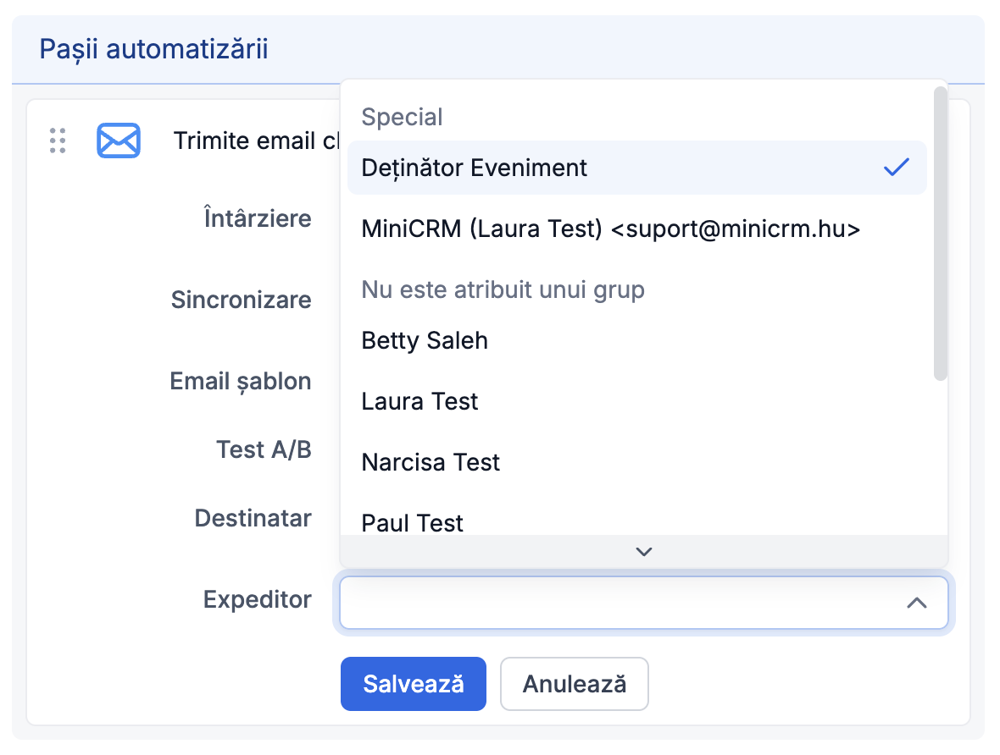 Pașii automatizării
Trimite email
Special
Deținător Eveniment
MiniCRM (Laura Test) <suport@minicrm.hu>
Nu este atribuit unui grup
Betty Saleh
Laura Test
Narcisa Test
Paul Test
Întârziere
Sincronizare
Email șablon
Test A/B
Destinatar
Expeditor
Salvează
Anulează